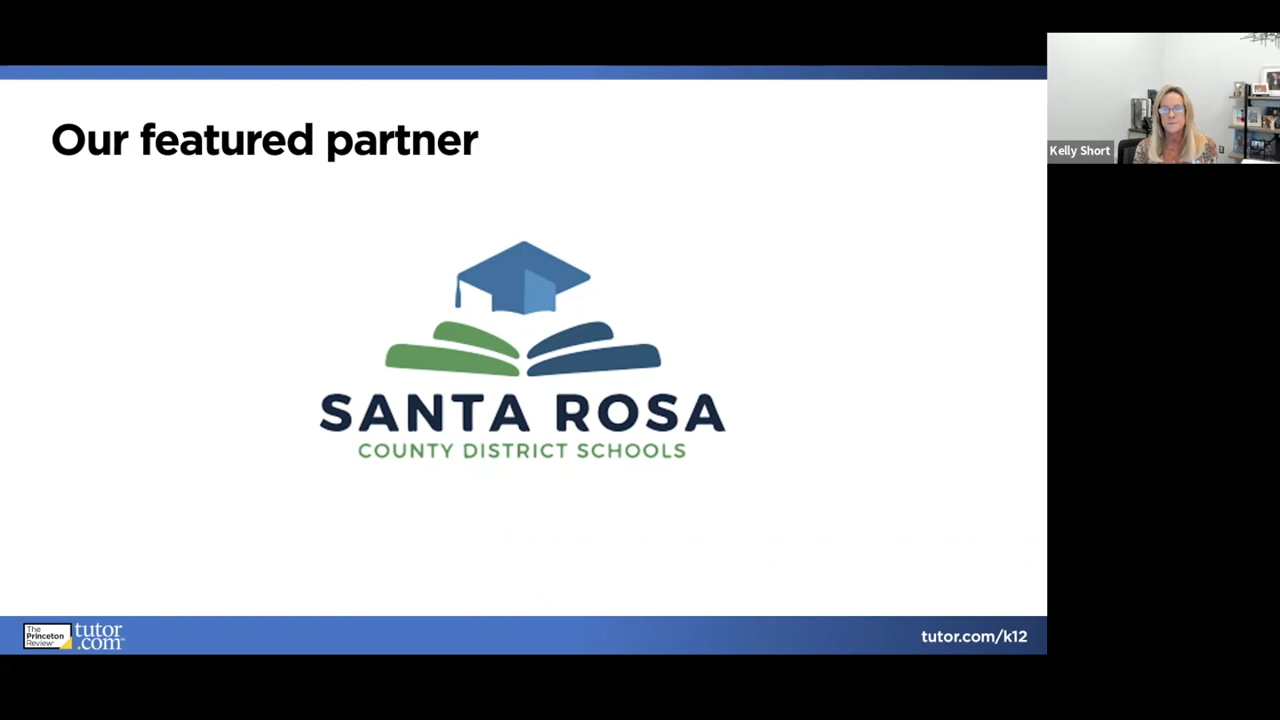 Our featured partner
Kelly Short
SANTA ROSA
COUNTY DISTRICT SCHOOLS
The
Princeton
Review
tutor
.com
tutor.com/k12